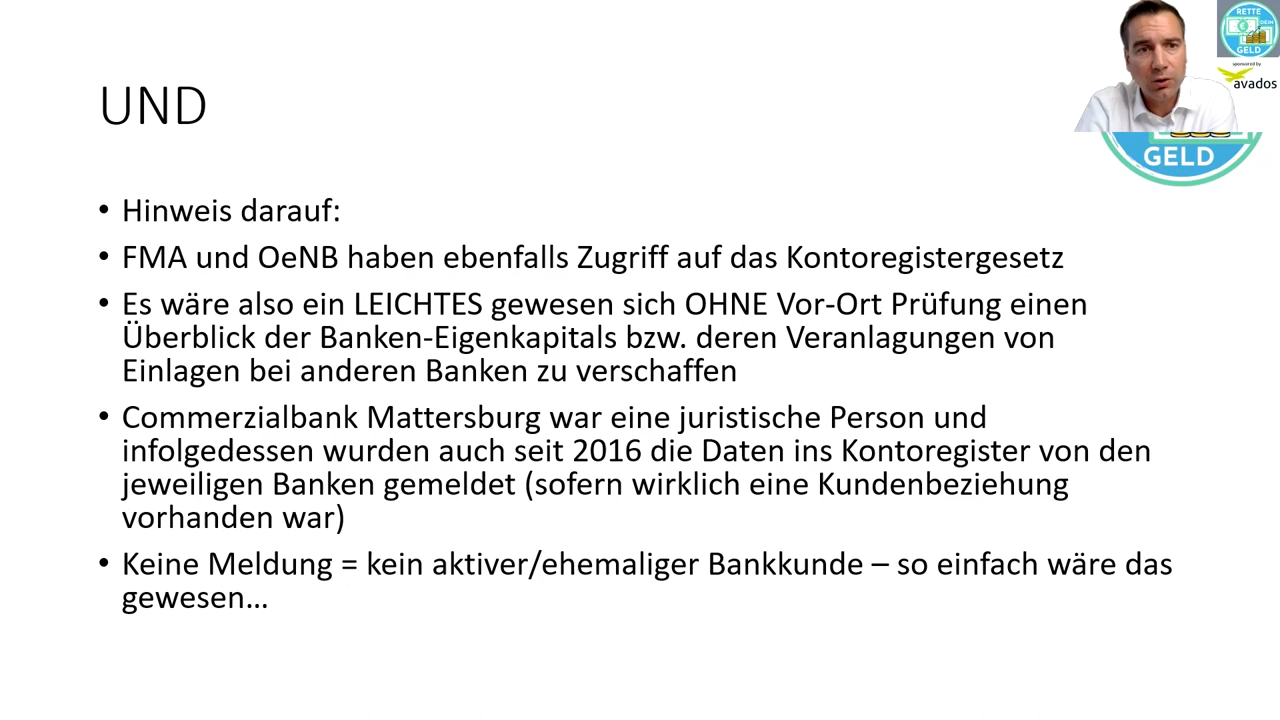 UND
RETTE
DEIN
GELD
sponsored by
avados
GELD
• Hinweis darauf:
• FMA und OeNB haben ebenfalls Zugriff auf das Kontoregistergesetz
• Es wäre also ein LEICHTES gewesen sich OHNE Vor-Ort Prüfung einen
Überblick der Banken-Eigenkapitals bzw. deren Veranlagungen von
Einlagen bei anderen Banken zu verschaffen
• Commerzialbank Mattersburg war eine juristische Person und
infolgedessen wurden auch seit 2016 die Daten ins Kontoregister von den
jeweiligen Banken gemeldet (sofern wirklich eine Kundenbeziehung
vorhanden war)
• Keine Meldung = kein aktiver/ehemaliger Bankkunde – so einfach wäre das
gewesen...